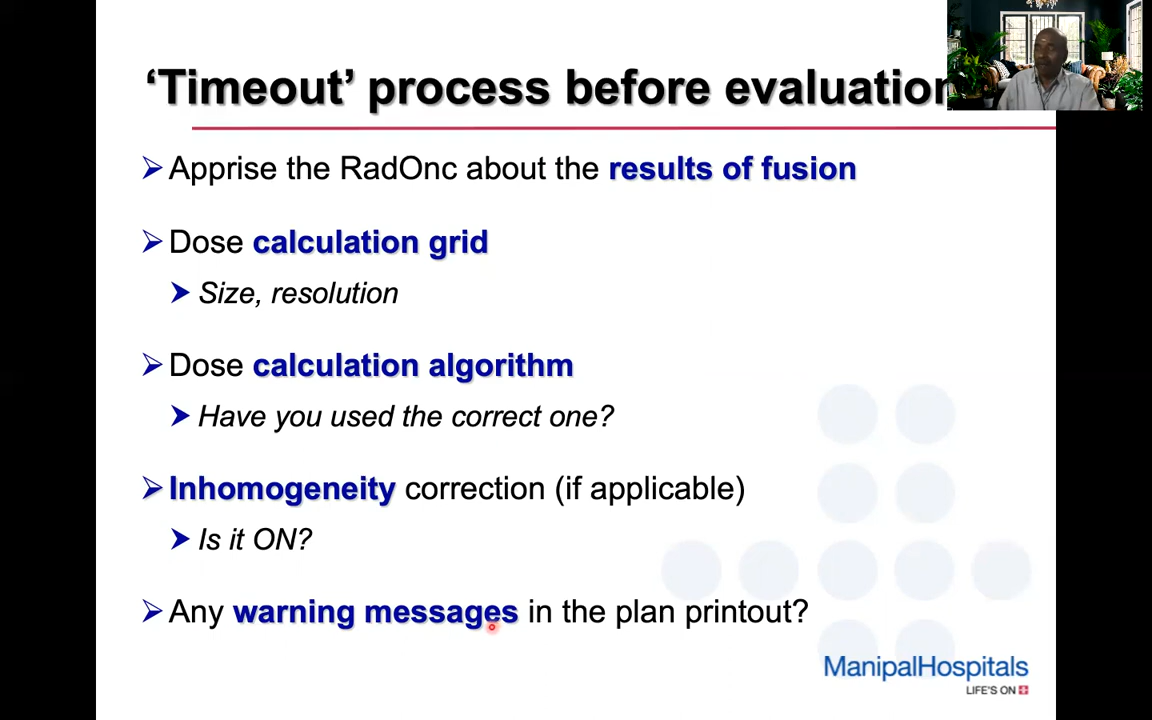 ‘Timeout’ process before evaluation
Apprise the RadOnc about the results of fusion
Dose calculation grid
Size, resolution
Dose calculation algorithm
Have you used the correct one?
Inhomogeneity correction (if applicable)
Is it ON?
Any warning messages in the plan printout?
ManipalHospitals
LIFE'S ON